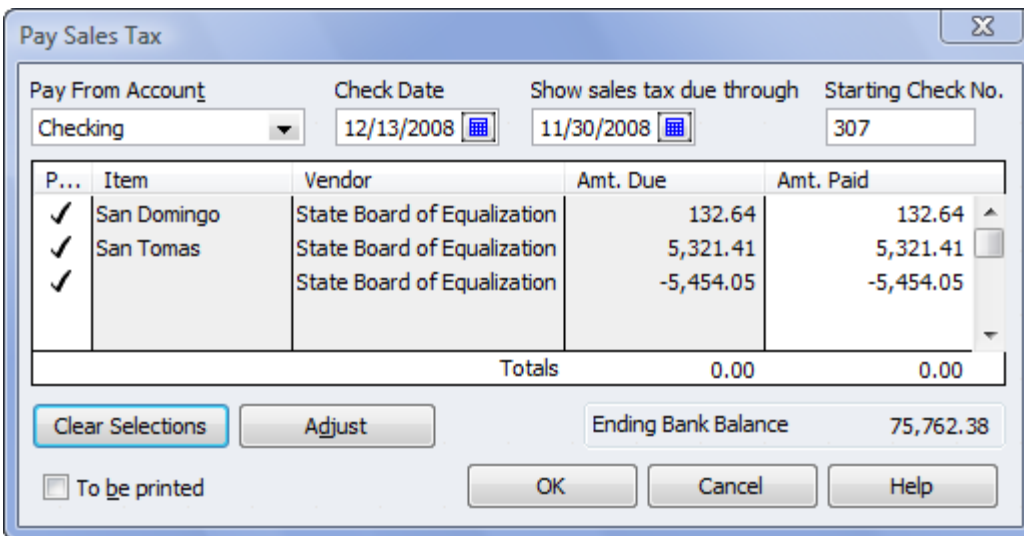 Pay Sales Tax
Pay From Account Check Date Show sales tax due through Starting Check No.
Checking 12/13/2008 11/30/2008 307
P... Item Vendor Amt. Due Amt. Paid
San Domingo State Board of Equalization 132.64 132.64
San Tomas State Board of Equalization 5,321.41 5,321.41
State Board of Equalization -5,454.05 -5,454.05
Totals 0.00 0.00
Clear Selections Adjust Ending Bank Balance 75,762.38
To be printed OK Cancel Help